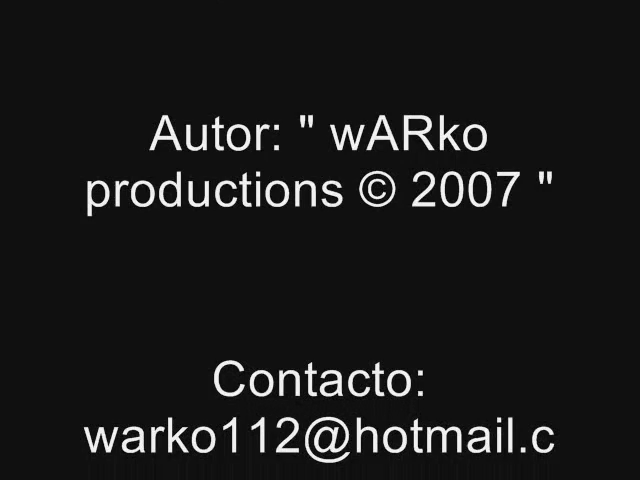 Autor: " wARko
productions © 2007 "
Contacto:
warko112@hotmail.c